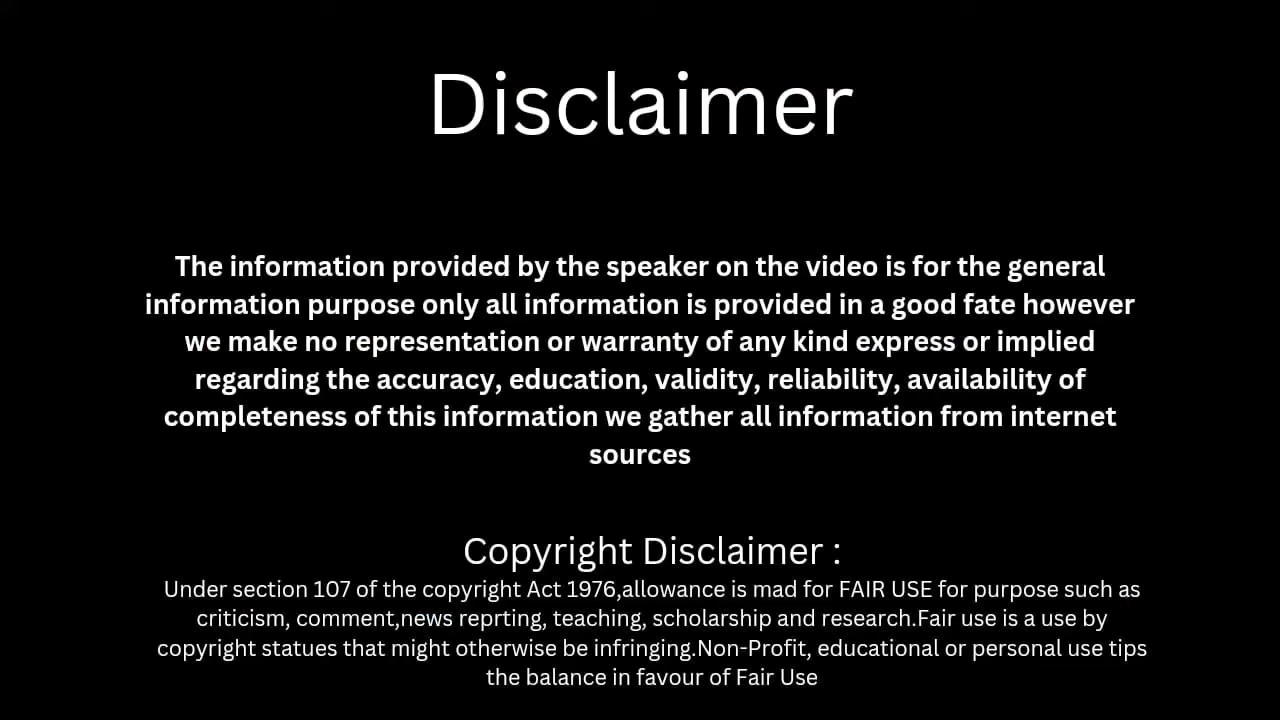 Disclaimer
The information provided by the speaker on the video is for the general
information purpose only all information is provided in a good fate however
we make no representation or warranty of any kind express or implied
regarding the accuracy, education, validity, reliability, availability of
completeness of this information we gather all information from internet
sources
Copyright Disclaimer :
Under section 107 of the copyright Act 1976,allowance is mad for FAIR USE for purpose such as
criticism, comment,news reprting, teaching, scholarship and research.Fair use is a use by
copyright statues that might otherwise be infringing.Non-Profit, educational or personal use tips
the balance in favour of Fair Use